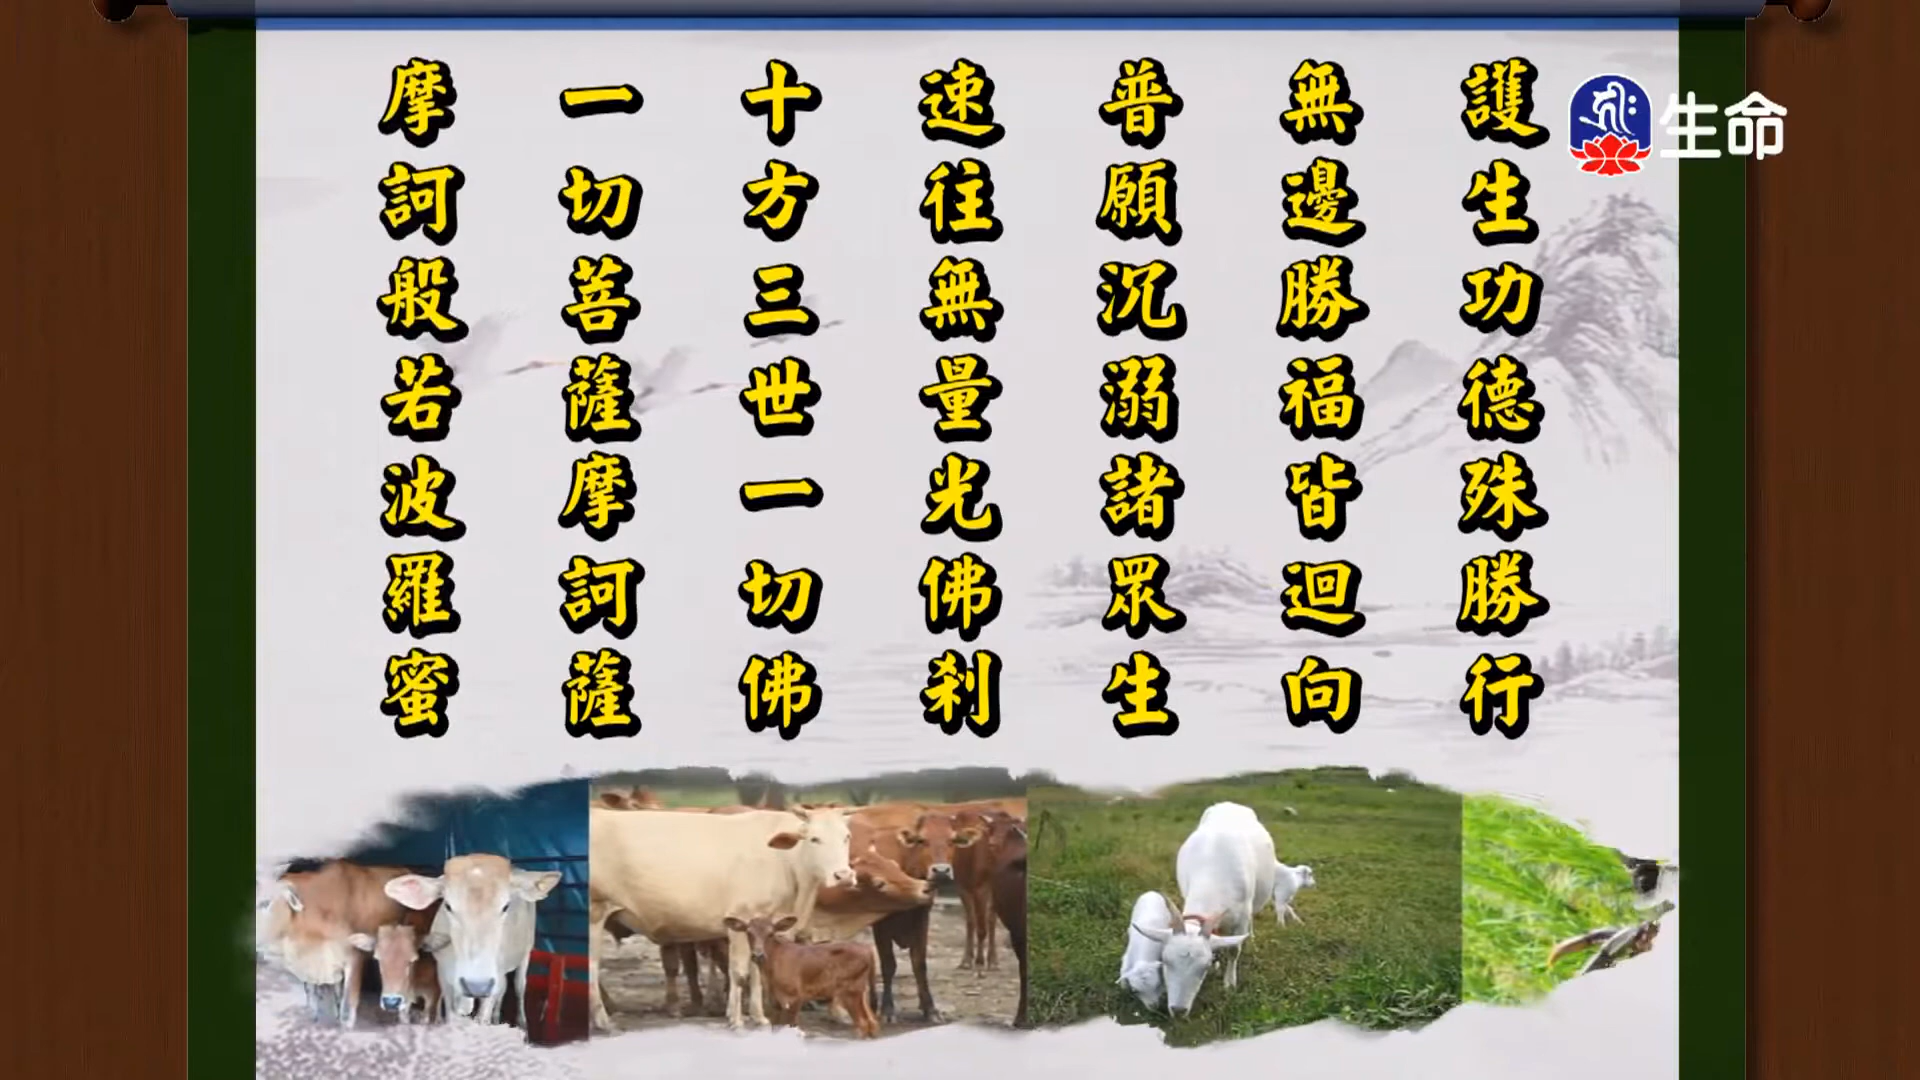 護生功德殊勝行
無邊勝福皆迴向
普願沉溺諸眾生
速往無量光佛剎
十方三世一切佛
一切菩薩摩訶薩
摩訶般若波羅蜜
生命